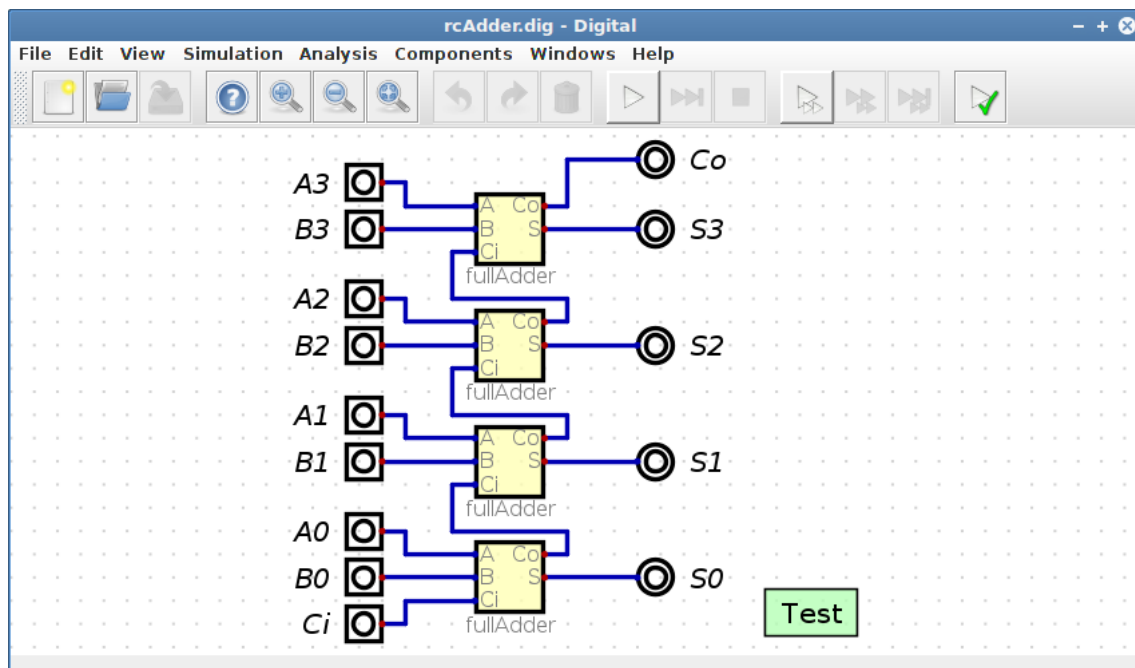 rcAdder.dig - Digital
File Edit View Simulation Analysis Components Windows Help
Co
A3
A Co
B3
B S
S3
Ci
fullAdder
A2
A Co
B2
B S
S2
Ci
fullAdder
A1
A Co
B1
B S
S1
Ci
fullAdder
A0
A Co
B0
B S
S0
Ci
Ci
fullAdder
Test